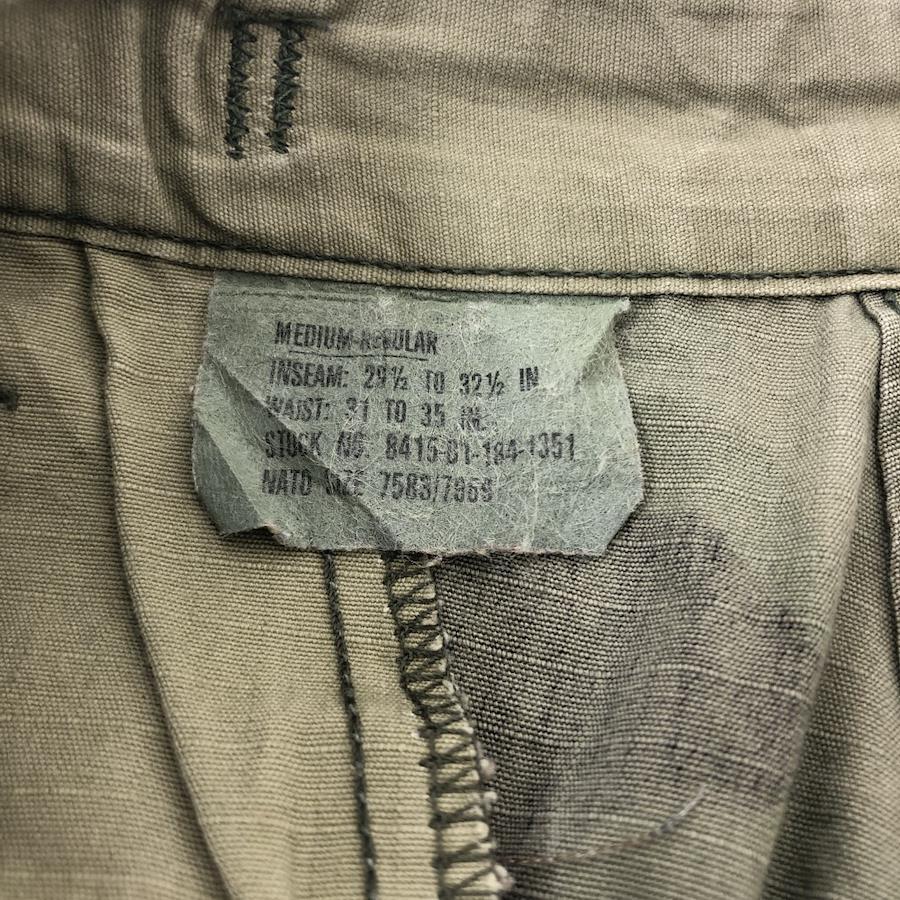 MEDIUM-REGULAR
INSEAM: 29½ TO 32½ IN
WAIST: 31 TO 35 IN.
STOCK NO. 8415-01-184-1351
NATO SIZE 7583/7969